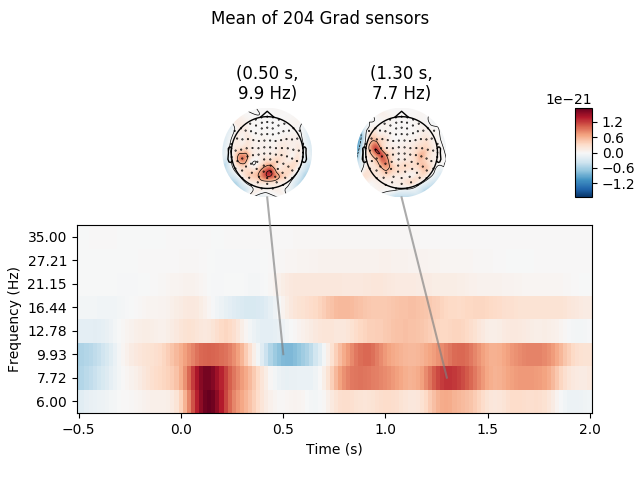 Mean of 204 Grad sensors
(0.50 s,
9.9 Hz)
(1.30 s,
7.7 Hz)
1e−21
1.2
0.6
0.0
−0.6
−1.2
Frequency (Hz)
35.00
27.21
21.15
16.44
12.78
9.93
7.72
6.00
−0.5
0.0
0.5
1.0
1.5
2.0
Time (s)